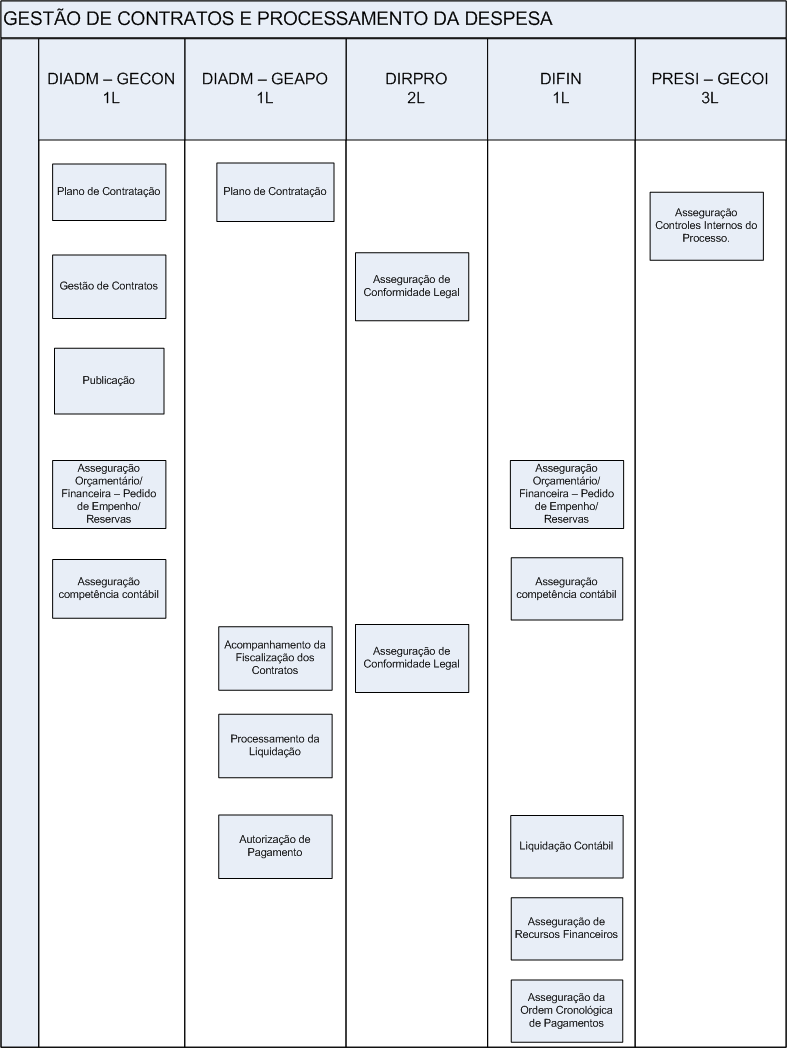 GESTÃO DE CONTRATOS E PROCESSAMENTO DA DESPESA
DIADM – GECON
1L
DIADM – GEAPO
1L
DIRPRO
2L
DIFIN
1L
PRESI – GECOI
3L
Plano de Contratação
Plano de Contratação
Asseguração
Controles Internos do
Processo.
Gestão de Contratos
Asseguração de
Conformidade Legal
Publicação
Asseguração
Orçamentário/
Financeira – Pedido
de Empenho/
Reservas
Asseguração
Orçamentário/
Financeira – Pedido
de Empenho/
Reservas
Asseguração
competência contábil
Asseguração
competência contábil
Acompanhamento da
Fiscalização dos
Contratos
Asseguração de
Conformidade Legal
Processamento da
Liquidação
Autorização de
Pagamento
Liquidação Contábil
Asseguração de
Recursos Financeiros
Asseguração da
Ordem Cronológica
de Pagamentos